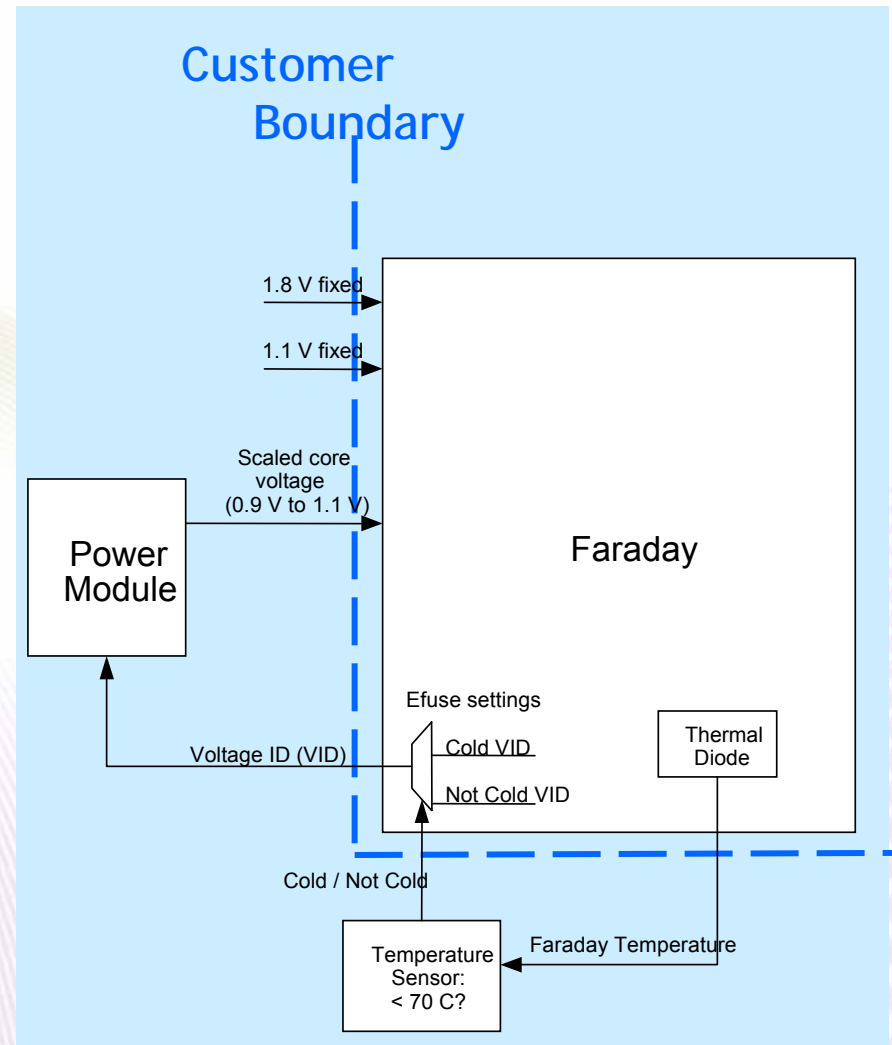 Customer
Boundary
1.8 V fixed
1.1 V fixed
Scaled core
voltage
(0.9 V to 1.1 V)
Power
Module
Faraday
Efuse settings
Thermal
Diode
Cold VID
Voltage ID (VID)
Not Cold VID
Cold / Not Cold
Faraday Temperature
Temperature
Sensor:
< 70 C?